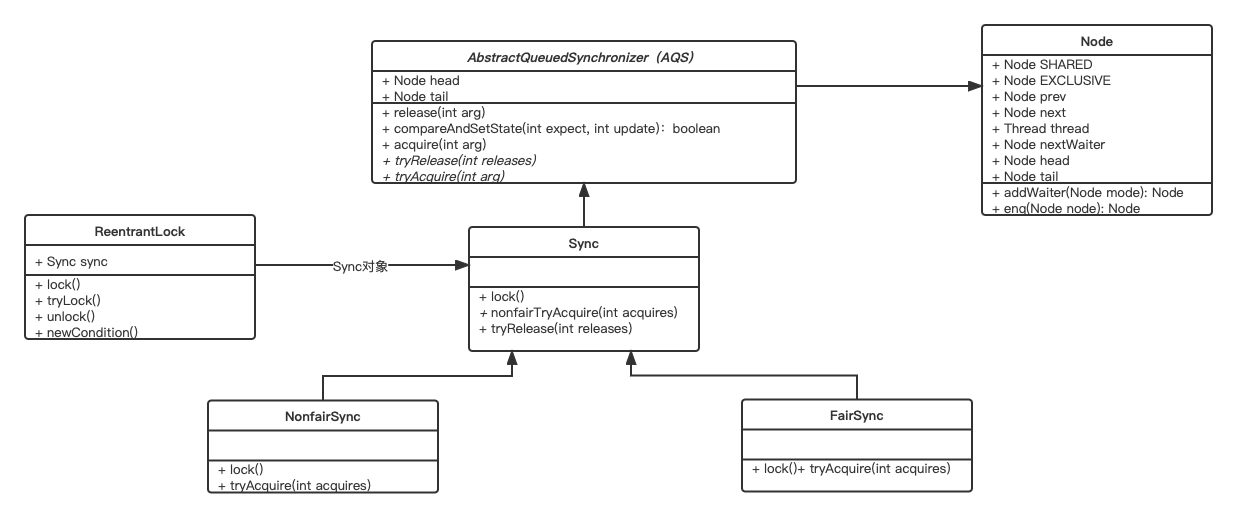 AbstractQueuedSynchronizer（AQS）
+ Node head
+ Node tail
+ release(int arg)
+ compareAndSetState(int expect, int update)：boolean
+ acquire(int arg)
+ tryRelease(int releases)
+ tryAcquire(int arg)
Node
+ Node SHARED
+ Node EXCLUSIVE
+ Node prev
+ Node next
+ Thread thread
+ Node nextWaiter
+ Node head
+ Node tail
+ addWaiter(Node mode): Node
+ enq(Node node): Node
ReentrantLock
+ Sync sync
+ lock()
+ tryLock()
+ unlock()
+ newCondition()
Sync对象
Sync
+ lock()
+ nonfairTryAcquire(int acquires)
+ tryRelease(int releases)
NonfairSync
+ lock()
+ tryAcquire(int acquires)
FairSync
+ lock()+ tryAcquire(int acquires)